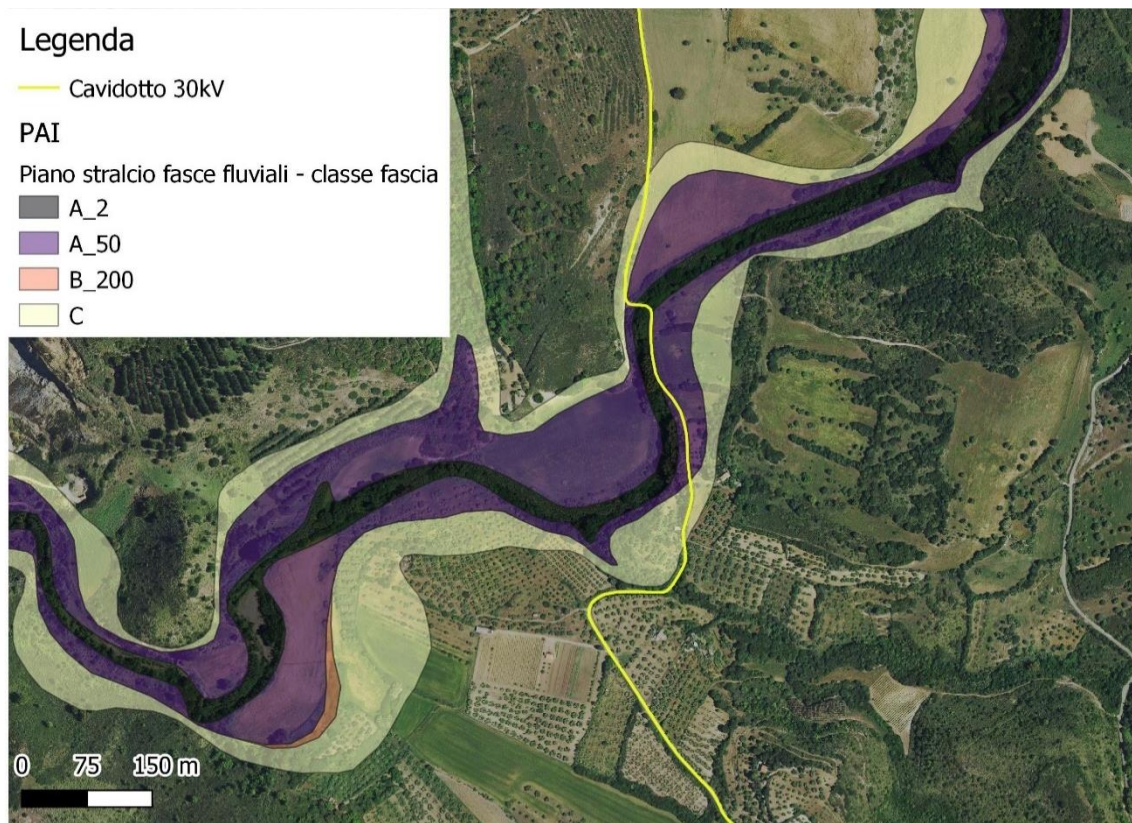 Legenda
Cavidotto 30kV
PAI
Piano stralcio fasce fluviali - classe fascia
A_2
A_50
B_200
C
0 75 150 m